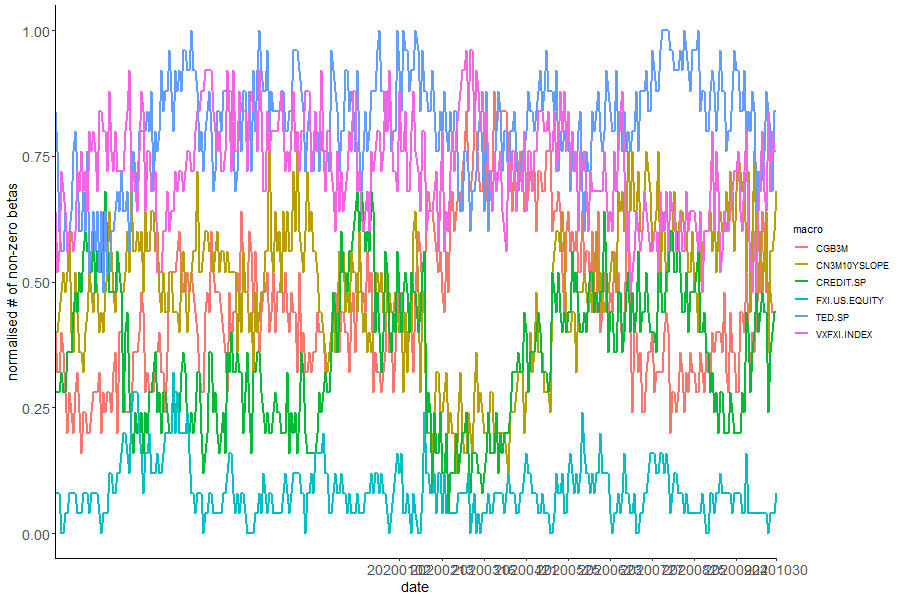 1.00
0.75
0.50
0.25
0.00
normalised # of non-zero betas
date
macro
CGB3M
CN3M10YSLOPE
CREDIT.SP
FXI.US.EQUITY
TED.SP
VXFXI.INDEX